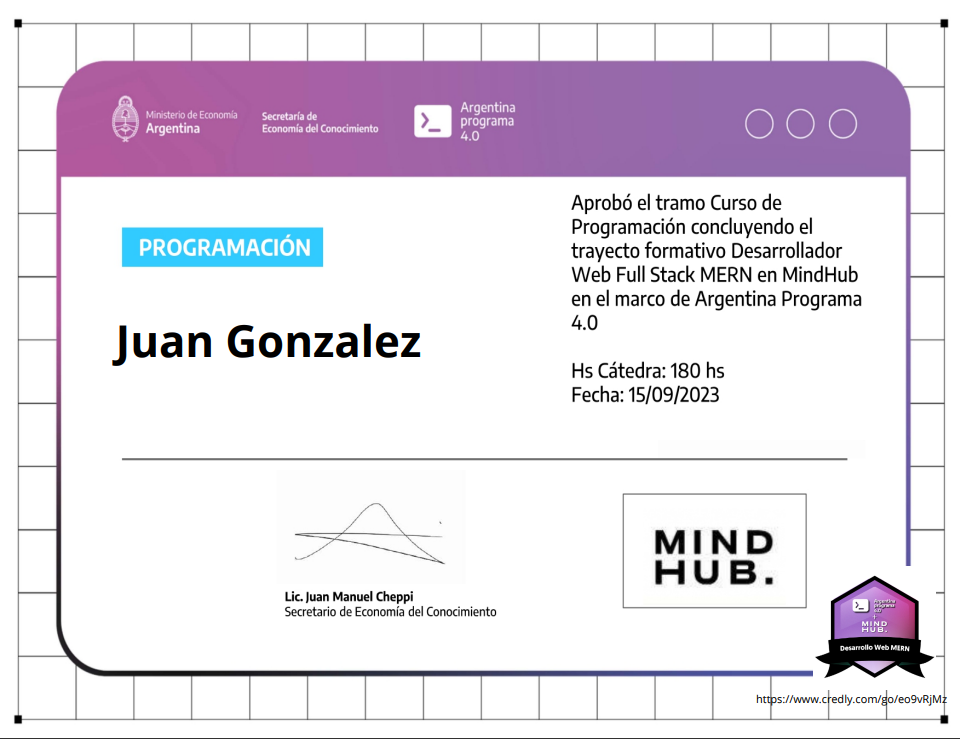 Ministerio de Economía
Argentina
Secretaría de
Economía del Conocimiento
>_
Argentina
programa
4.0
PROGRAMACIÓN
Juan Gonzalez
Aprobó el tramo Curso de
Programación concluyendo el
trayecto formativo Desarrollador
Web Full Stack MERN en MindHub
en el marco de Argentina Programa
4.0
Hs Cátedra: 180 hs
Fecha: 15/09/2023
Lic. Juan Manuel Cheppi
Secretario de Economía del Conocimiento
MIND
HUB.
>_
Argentina
programa
4.0
+
MIND
HUB.
Desarrollo Web MERN
https://www.credly.com/go/eo9vRjMz